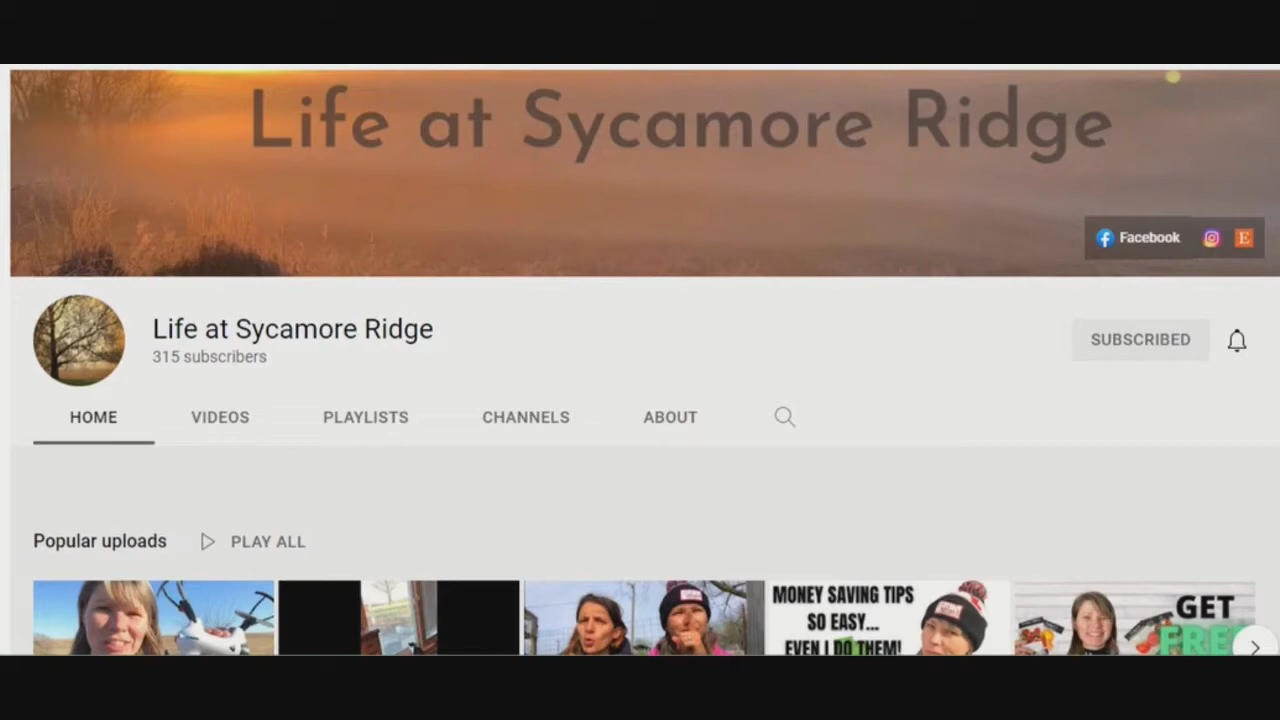 Life at Sycamore Ridge
Facebook
Life at Sycamore Ridge
315 subscribers
SUBSCRIBED
HOME VIDEOS PLAYLISTS CHANNELS ABOUT
Popular uploads PLAY ALL
MONEY SAVING TIPS
SO EASY...
EVEN I DO THEM!
GET
FREE